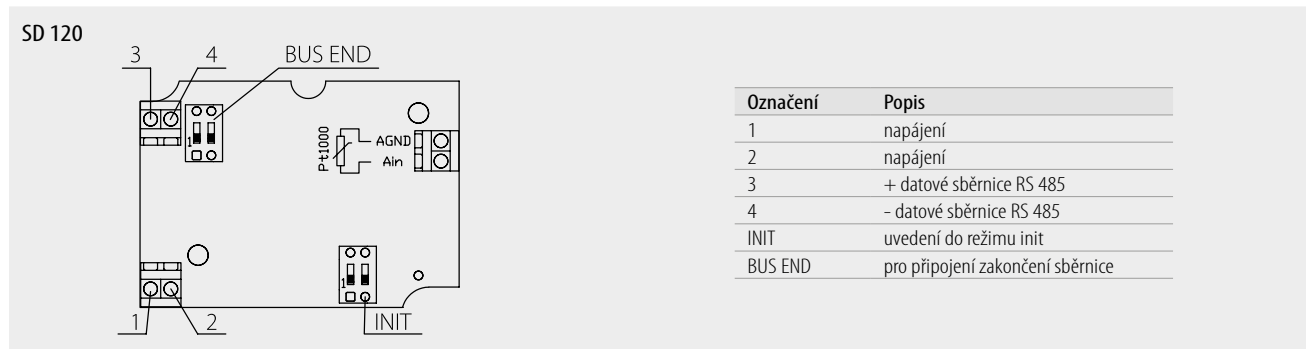 SD 120
3 4 BUS END
1
Pt1000
AGND
Ain
1
1 2 INIT
Označení Popis
1 napájení
2 napájení
3 + datové sběrnice RS 485
4 - datové sběrnice RS 485
INIT uvedení do režimu init
BUS END pro připojení zakončení sběrnice